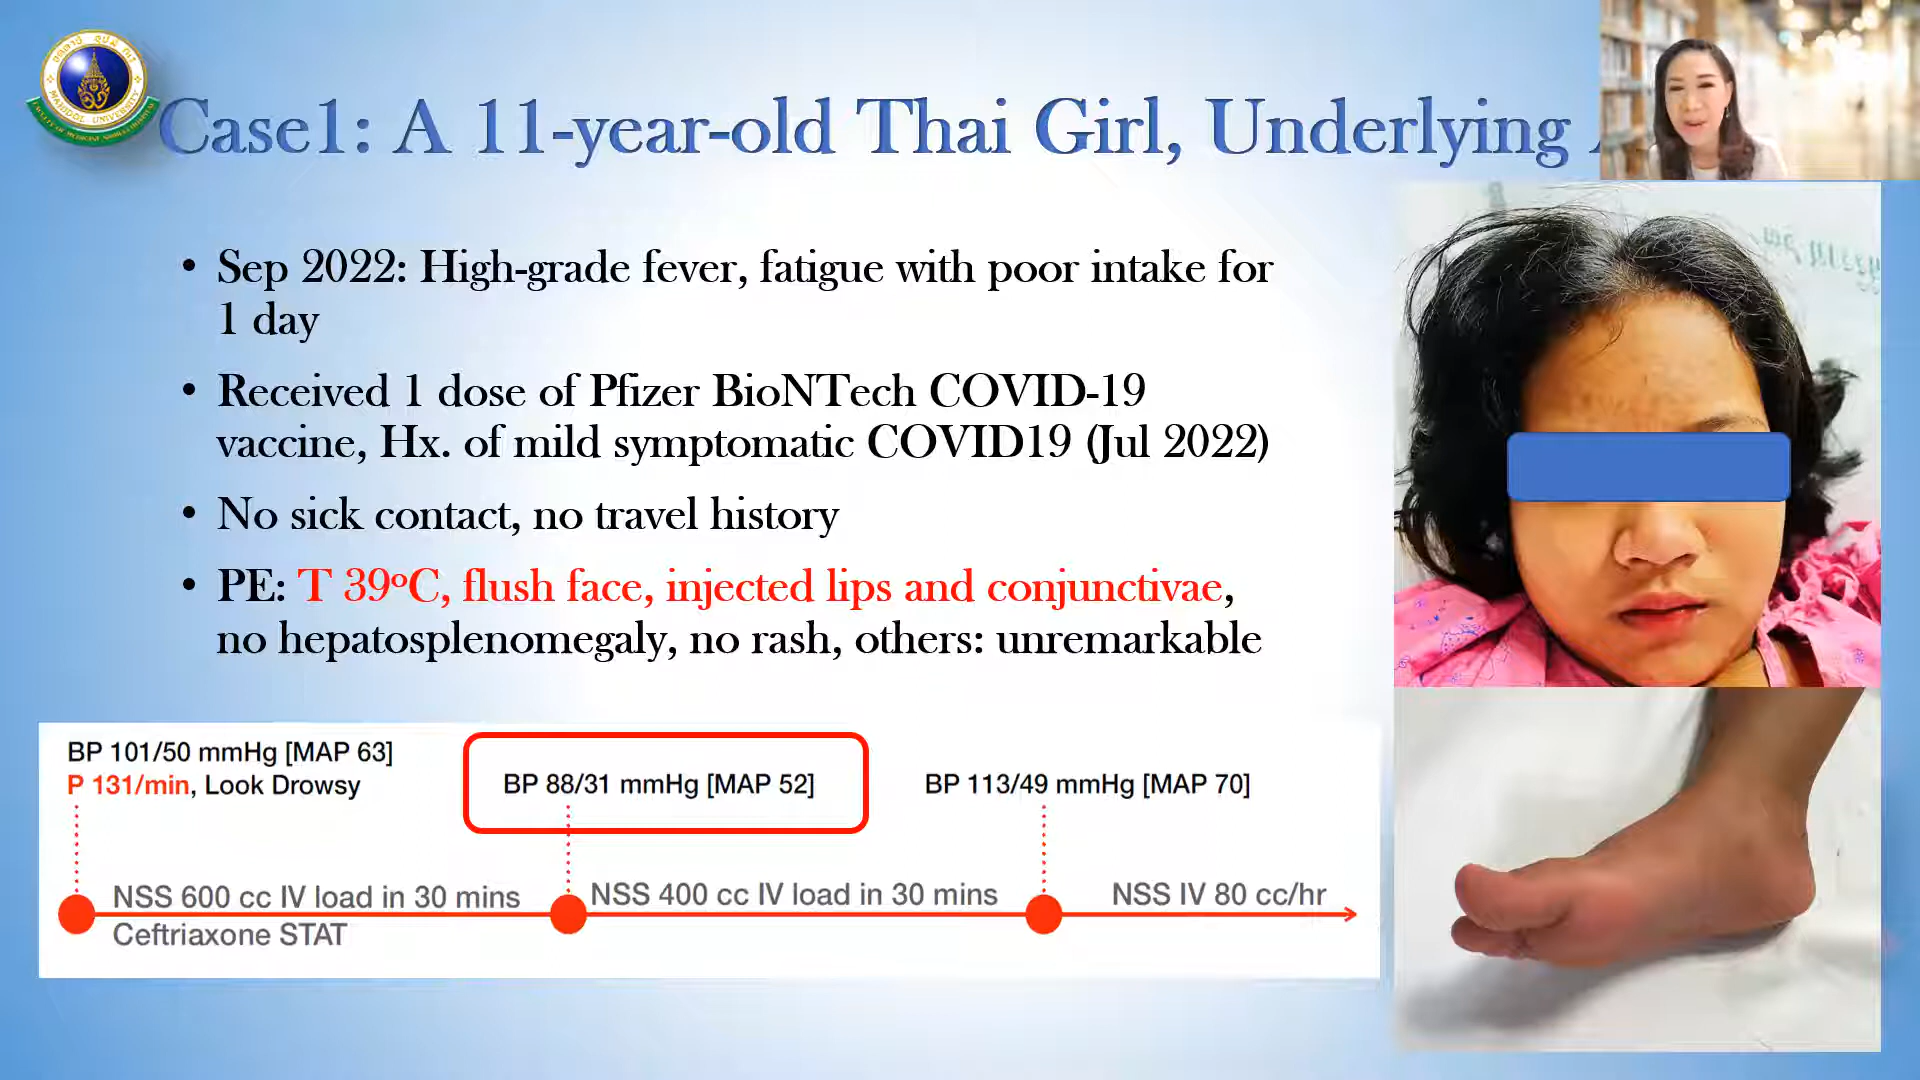 Case1: A 11-year-old Thai Girl, Underlying
• Sep 2022: High-grade fever, fatigue with poor intake for
1 day
• Received 1 dose of Pfizer BioNTech COVID-19
vaccine, Hx. of mild symptomatic COVID19 (Jul 2022)
• No sick contact, no travel history
• PE: T 39°C, flush face, injected lips and conjunctivae,
no hepatosplenomegaly, no rash, others: unremarkable
BP 101/50 mmHg [MAP 63]
P 131/min, Look Drowsy
BP 88/31 mmHg [MAP 52]
BP 113/49 mmHg [MAP 70]
NSS 600 cc IV load in 30 mins
Ceftriaxone STAT
NSS 400 cc IV load in 30 mins
NSS IV 80 cc/hr